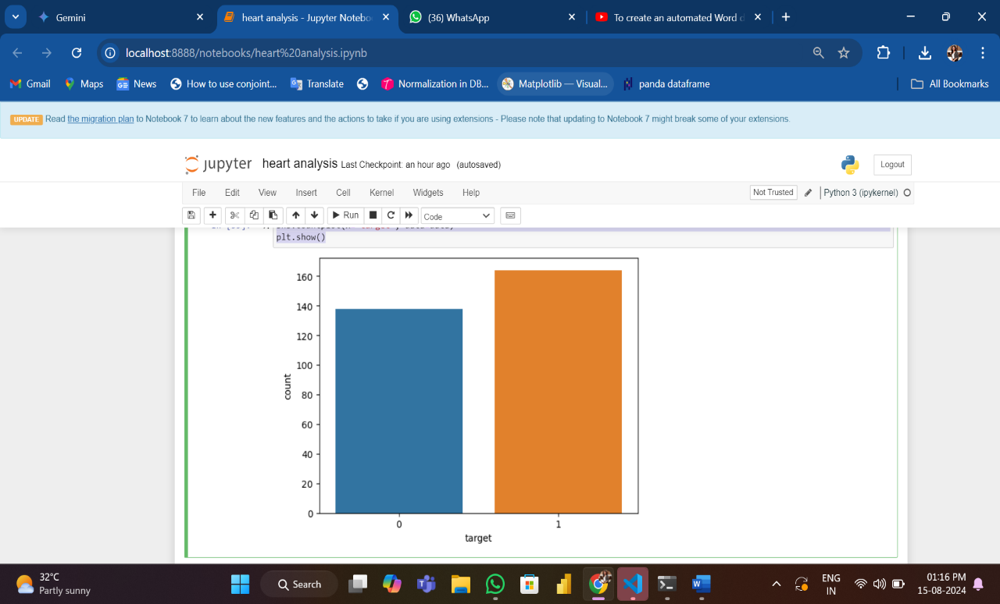 Gemini
heart analysis - Jupyter Notebo
(36) WhatsApp
To create an automated Word d
localhost:8888/notebooks/heart%20analysis.ipynb
Gmail
Maps
News
How to use conjoint...
Translate
Normalization in DB...
Matplotlib — Visual...
panda dataframe
All Bookmarks
UPDATE Read the migration plan to Notebook 7 to learn about the new features and the actions to take if you are using extensions - Please note that updating to Notebook 7 might break some of your extensions.
jupyter heart analysis Last Checkpoint: an hour ago (autosaved)
Logout
File Edit View Insert Cell Kernel Widgets Help
Not Trusted
Python 3 (ipykernel)
Run
Code
plt.show()
160
140
120
100
80
60
40
20
0
count
0 1
target
32°C
Partly sunny
Search
ENG
IN
01:16 PM
15-08-2024